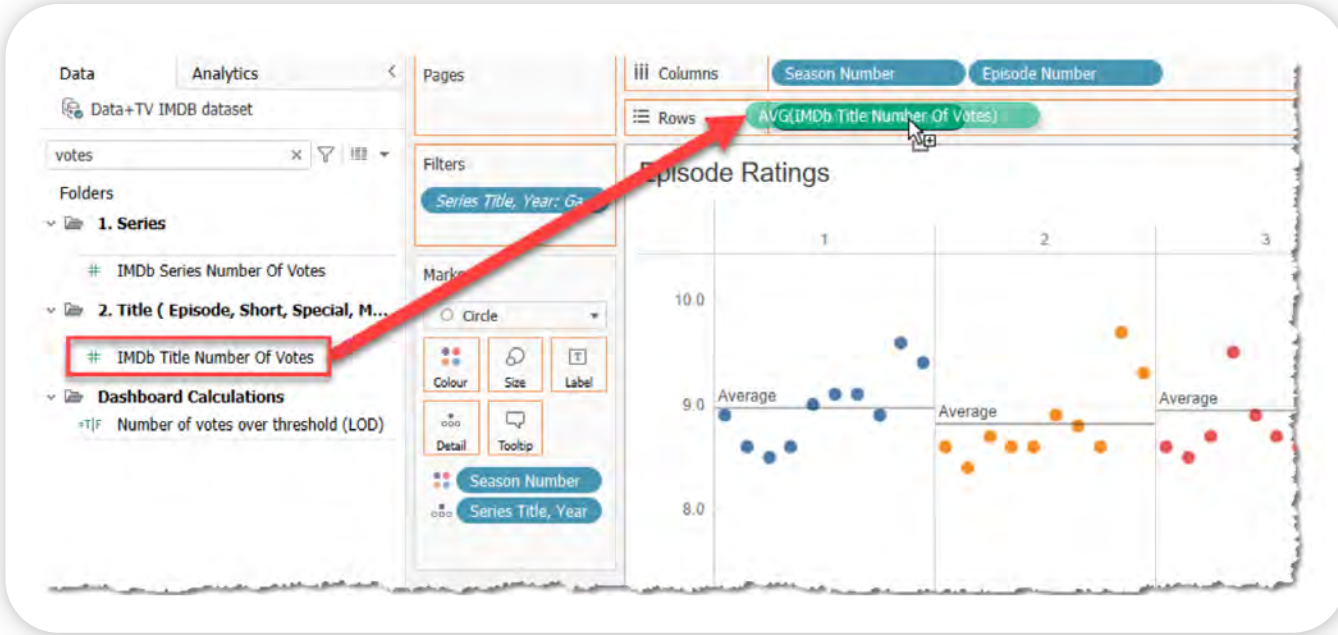 Data
Analytics
Data+TV IMDB dataset
votes
Folders
1. Series
IMDb Series Number Of Votes
2. Title ( Episode, Short, Special, M...
IMDb Title Number Of Votes
Dashboard Calculations
=T|F Number of votes over threshold (LOD)
Pages
Filters
Series Title, Year: Ga
Marks
Circle
Colour
Size
T
Label
Detail
Tooltip
Season Number
Series Title, Year
Columns
Season Number
Episode Number
Rows
AVG(IMDb Title Number Of Votes)
Episode Ratings
1
2
3
10.0
9.0
8.0
Average
Average
Average